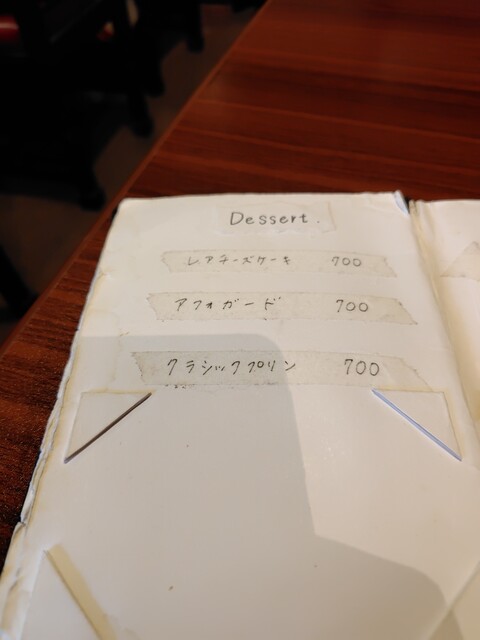 Dessert.
レアチーズケーキ 700
アフォガード 700
クラシックプリン 700